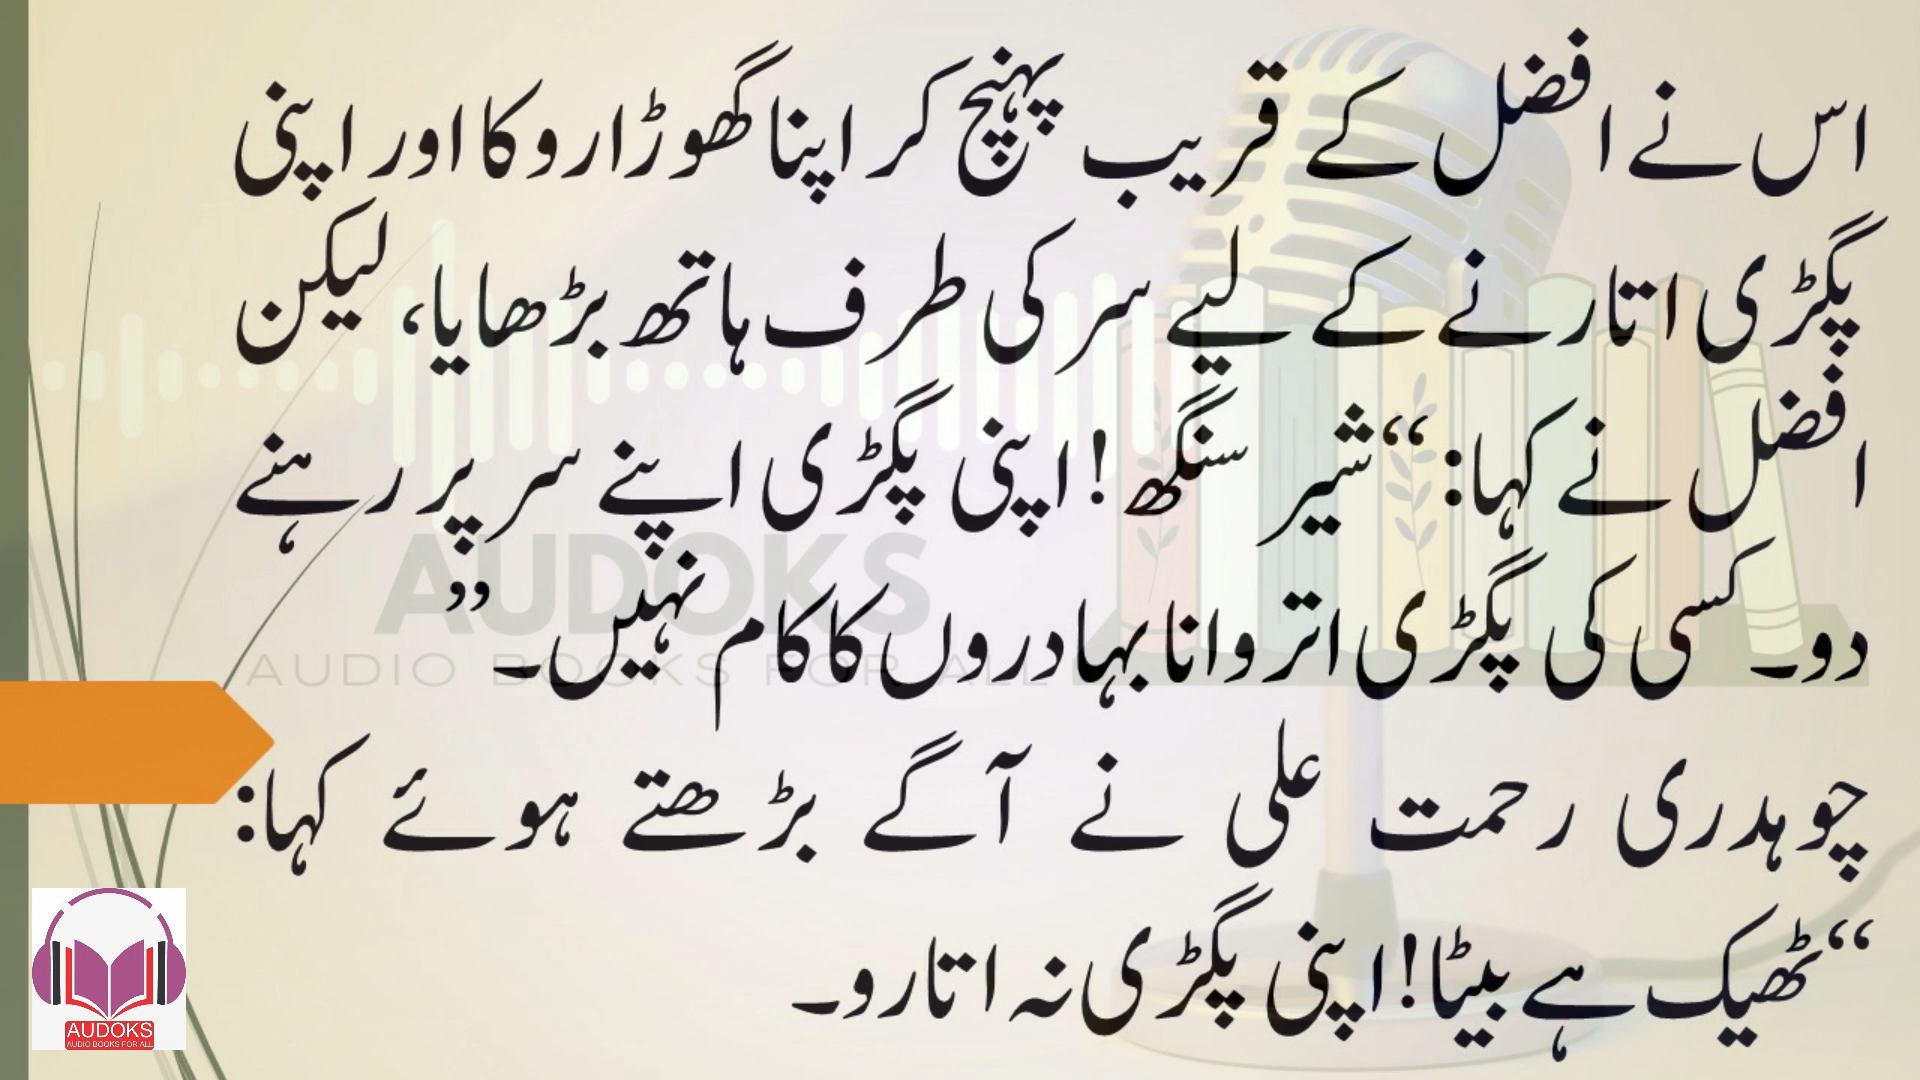 اس نے افضل کے قریب پہنچ کر اپنا گھوڑا روکا اور اپنی
پگڑی اتارنے کے لیے سر کی طرف ہاتھ بڑھایا، لیکن
افضل نے کہا: “شیر سنگھ! اپنی پگڑی اپنے سر پر رہنے
دو۔ کسی کی پگڑی اتروانا بہادروں کا کام نہیں۔”
چوہدری رحمت علی نے آگے بڑھتے ہوئے کہا:
“ٹھیک ہے بیٹا! اپنی پگڑی نہ اتارو۔
AUDOKS
AUDIO BOOKS FOR ALL
AUDOKS
AUDIO BOOKS FOR ALL